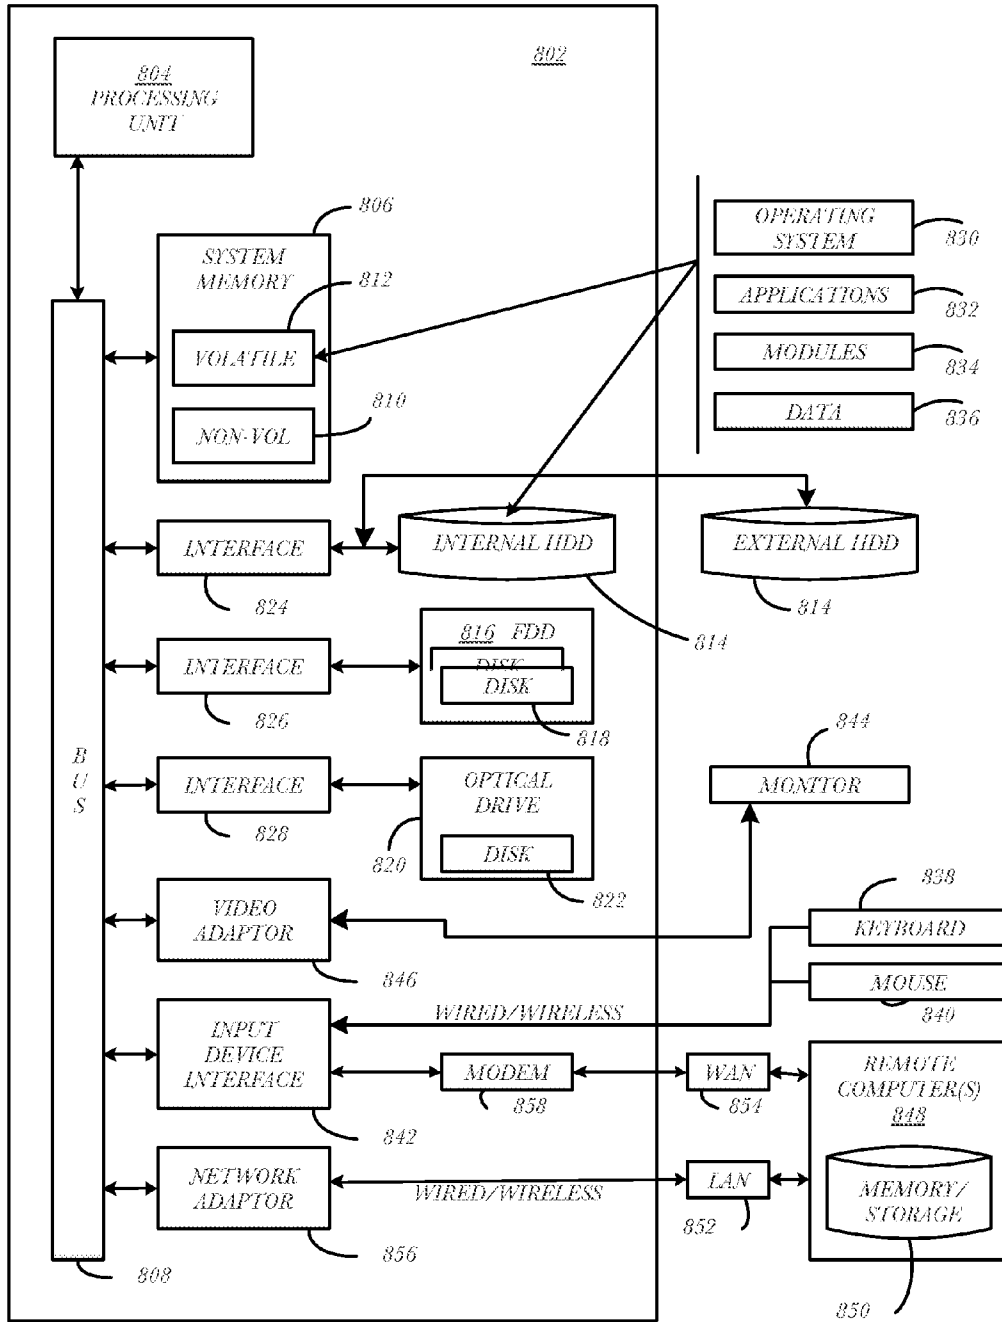 802
804
PROCESSING
UNIT
806
SYSTEM
MEMORY
812
VOLATILE
810
NON-VOL
OPERATING
SYSTEM
830
APPLICATIONS
832
MODULES
834
DATA
836
INTERFACE
824
INTERNAL HDD
814
EXTERNAL HDD
814
INTERFACE
826
816 FDD
DISK
DISK
818
B
U
S
INTERFACE
828
OPTICAL
DRIVE
820
DISK
822
844
MONITOR
VIDEO
ADAPTOR
846
838
KEYBOARD
MOUSE
840
WIRED/WIRELESS
INPUT
DEVICE
INTERFACE
842
MODEM
858
WAN
854
REMOTE
COMPUTER(S)
848
NETWORK
ADAPTOR
856
WIRED/WIRELESS
LAN
852
MEMORY/
STORAGE
850
808